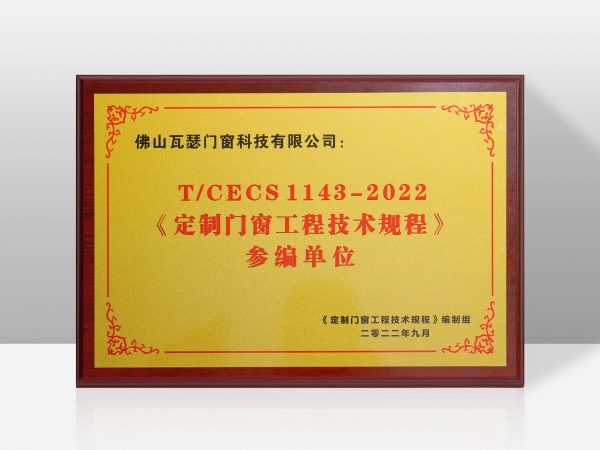 佛山瓦瑟门窗科技有限公司：
T/CECS 1143-2022
《定制门窗工程技术规程》
参编单位
《定制门窗工程技术规程》编制组
二零二二年九月